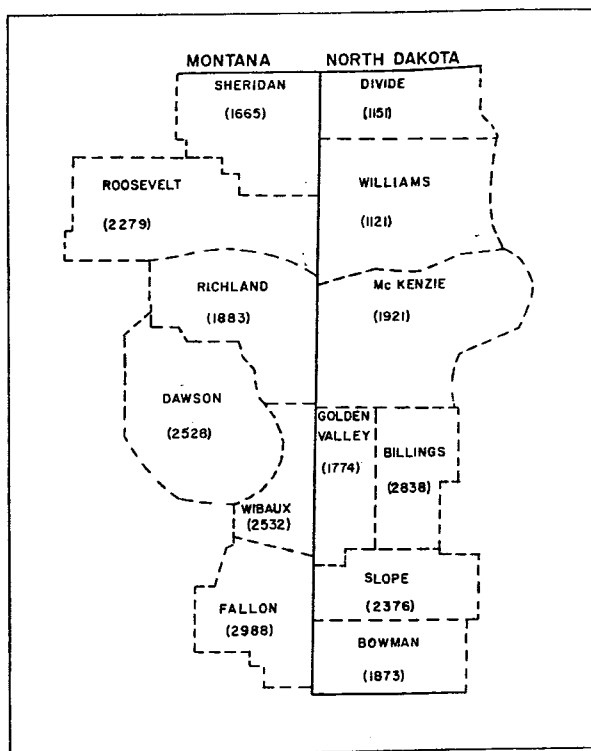 MONTANA NORTH DAKOTA
SHERIDAN
(1665)
DIVIDE
(1151)
ROOSEVELT
(2279)
WILLIAMS
(1121)
RICHLAND
(1883)
Mc KENZIE
(1921)
DAWSON
(2528)
GOLDEN
VALLEY
(1774)
BILLINGS
(2838)
WIBAUX
(2532)
SLOPE
(2376)
FALLON
(2988)
BOWMAN
(1873)